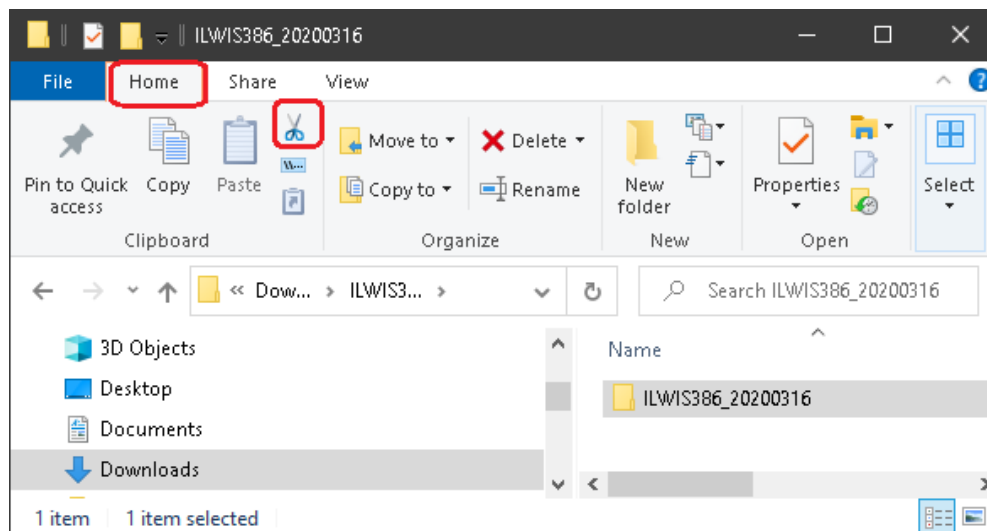 ILWIS386_20200316
File Home Share View
Move to Delete
W...
Pin to Quick access Copy Paste
Copy to Rename
New folder
Properties
Select
Clipboard Organize New Open
« Dow... › ILWIS3... › Search ILWIS386_20200316
3D Objects
Desktop
Documents
Downloads
Name
ILWIS386_20200316
1 item 1 item selected